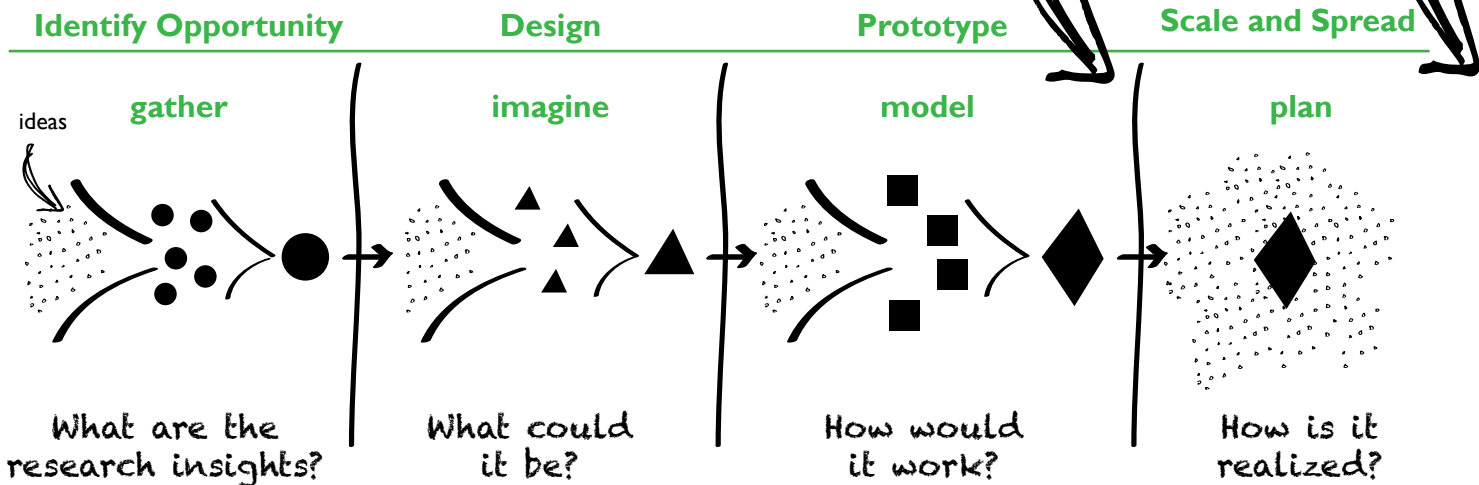 Identify Opportunity
Design
Prototype
Scale and Spread
gather
imagine
model
plan
ideas
What are the
research insights?
What could
it be?
How would
it work?
How is it
realized?